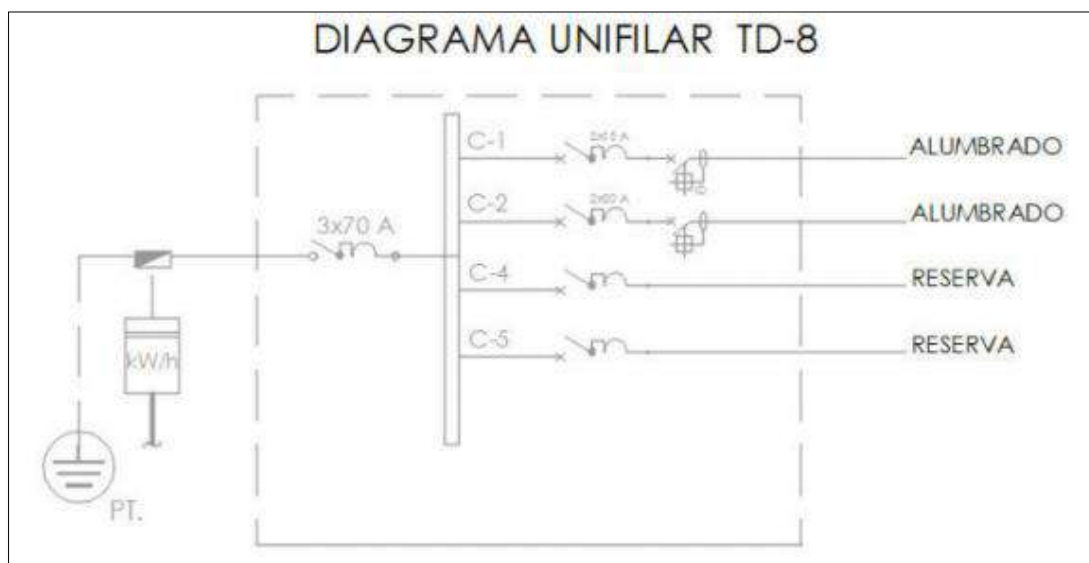 DIAGRAMA UNIFILAR TD-8
C-1
ALUMBRADO
C-2
ALUMBRADO
3x70 A
C-4
RESERVA
C-5
RESERVA
kW/h
PT.